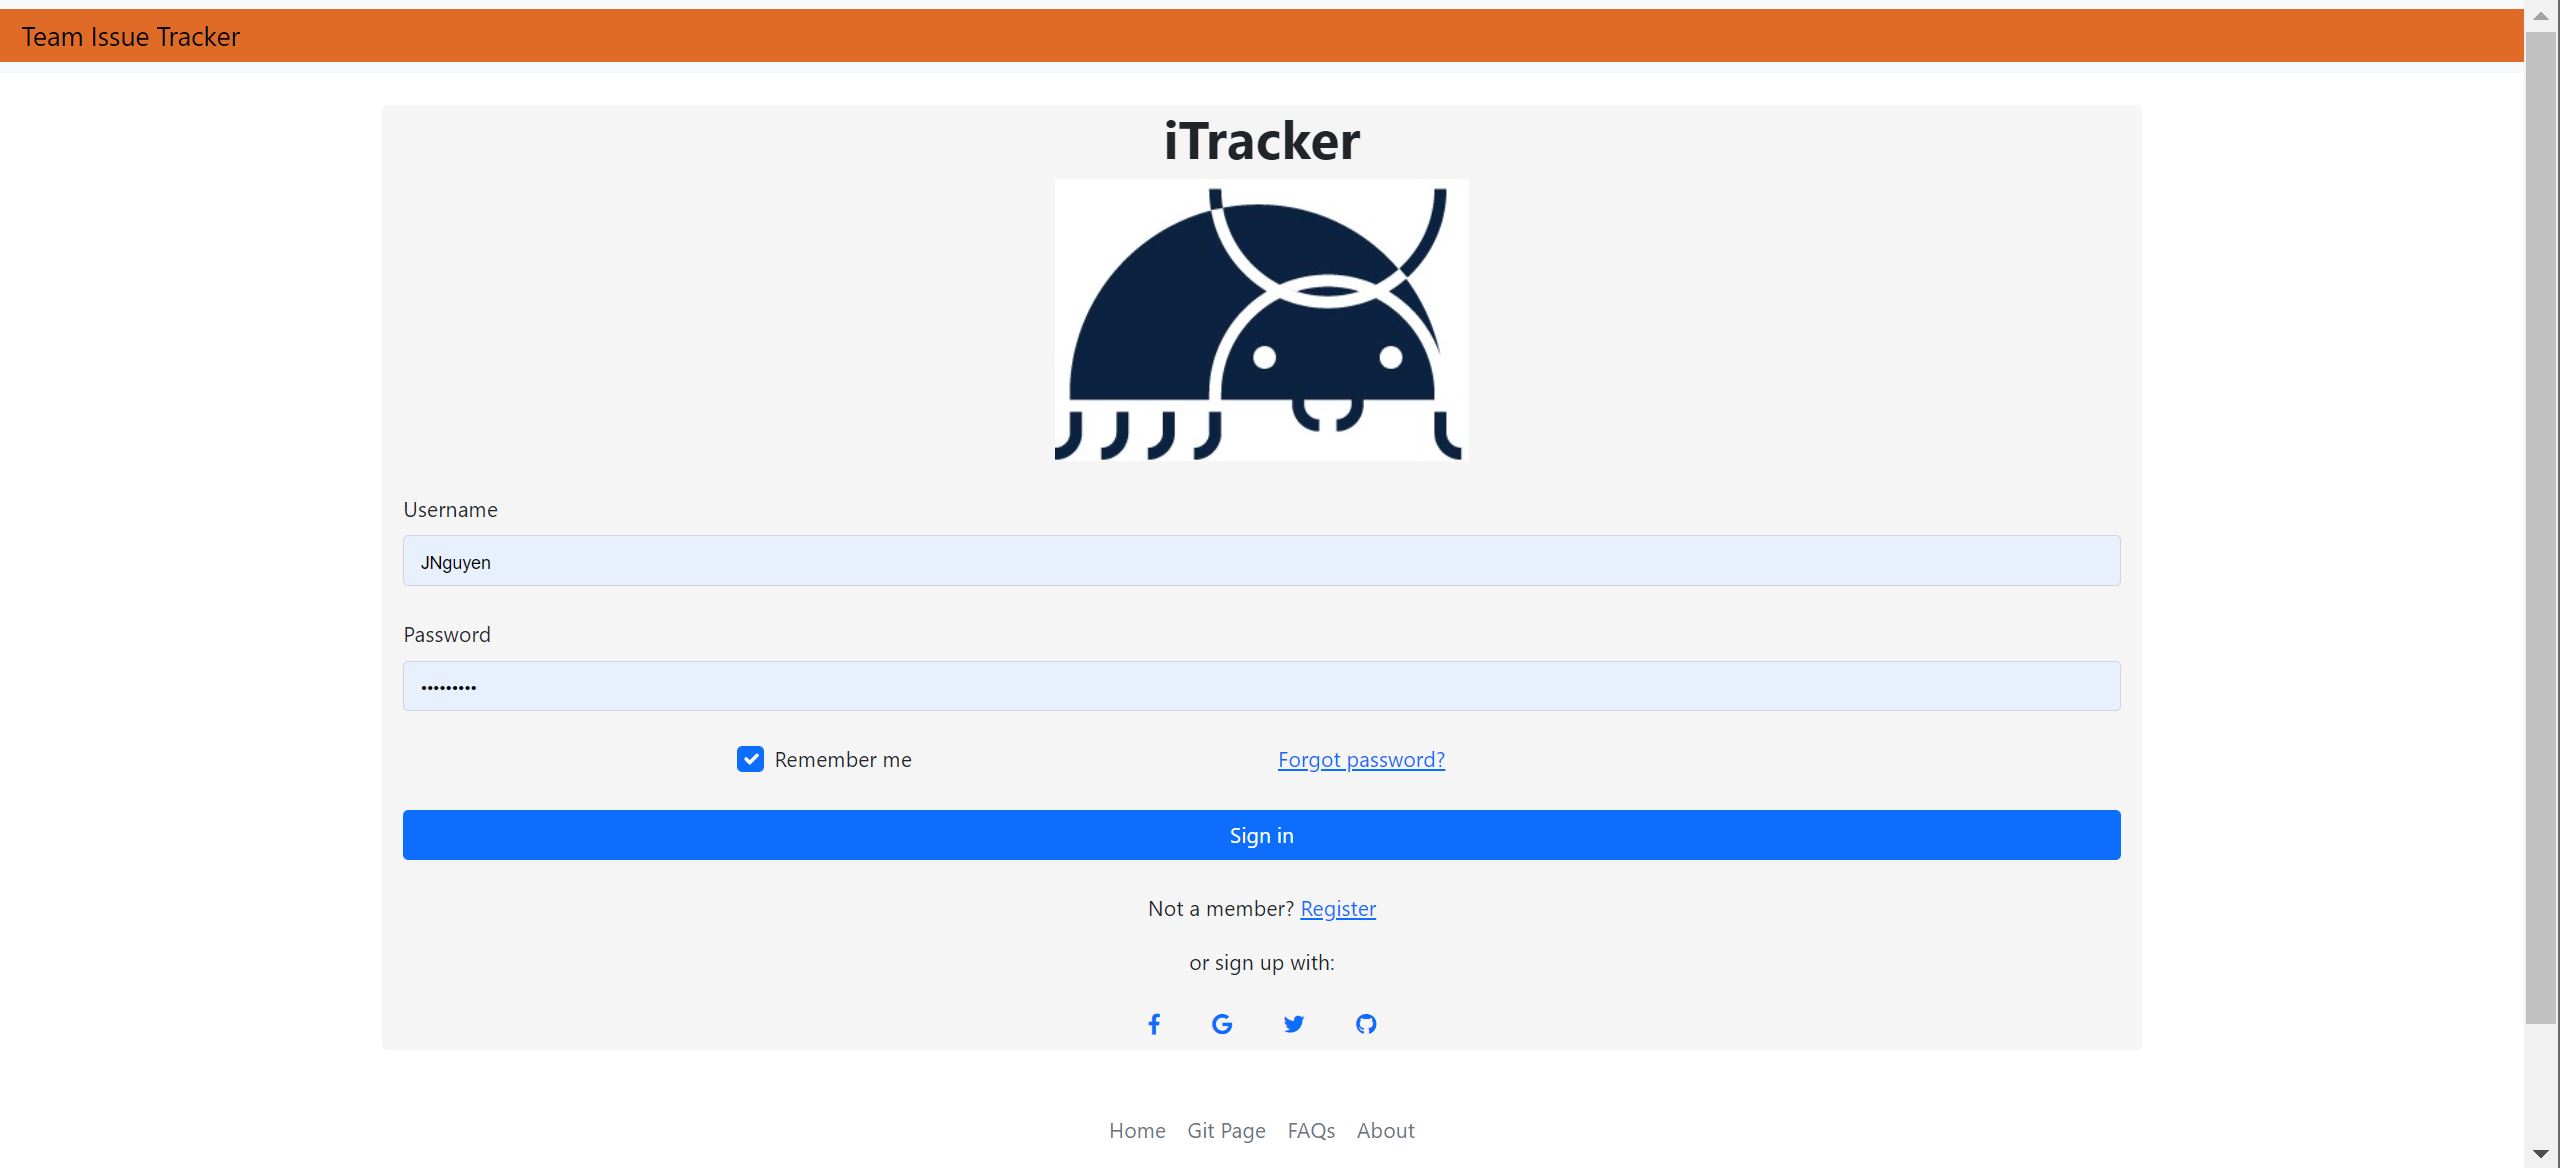 Team Issue Tracker
iTracker
Username
JNguyen
Password
•••••••••
Remember me Forgot password?
Sign in
Not a member? Register
or sign up with:
Home Git Page FAQs About